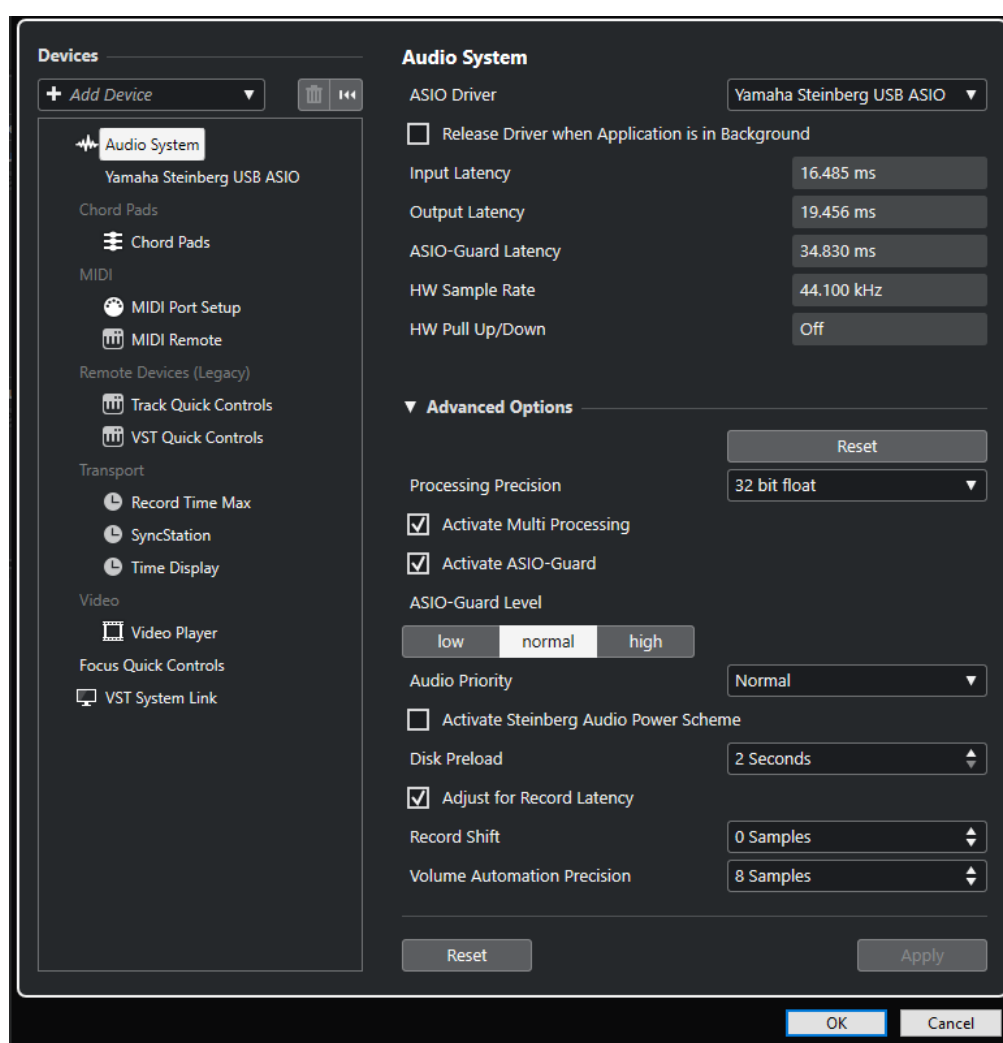 Devices
Add Device
Audio System
Yamaha Steinberg USB ASIO
Chord Pads
Chord Pads
MIDI
MIDI Port Setup
MIDI Remote
Remote Devices (Legacy)
Track Quick Controls
VST Quick Controls
Transport
Record Time Max
SyncStation
Time Display
Video
Video Player
Focus Quick Controls
VST System Link
Audio System
ASIO Driver Yamaha Steinberg USB ASIO
Release Driver when Application is in Background
Input Latency 16.485 ms
Output Latency 19.456 ms
ASIO-Guard Latency 34.830 ms
HW Sample Rate 44.100 kHz
HW Pull Up/Down Off
Advanced Options
Reset
Processing Precision 32 bit float
Activate Multi Processing
Activate ASIO-Guard
ASIO-Guard Level
low normal high
Audio Priority Normal
Activate Steinberg Audio Power Scheme
Disk Preload 2 Seconds
Adjust for Record Latency
Record Shift 0 Samples
Volume Automation Precision 8 Samples
Reset Apply
OK Cancel